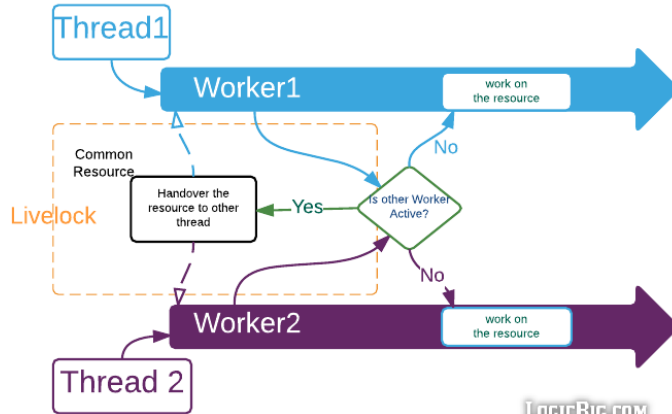 Thread1
Worker1
work on
the resource
No
Common
Resource
Handover the
resource to other
thread
Livelock
Yes
Is other Worker
Active?
No
Worker2
work on
the resource
Thread 2
LogicBig.com